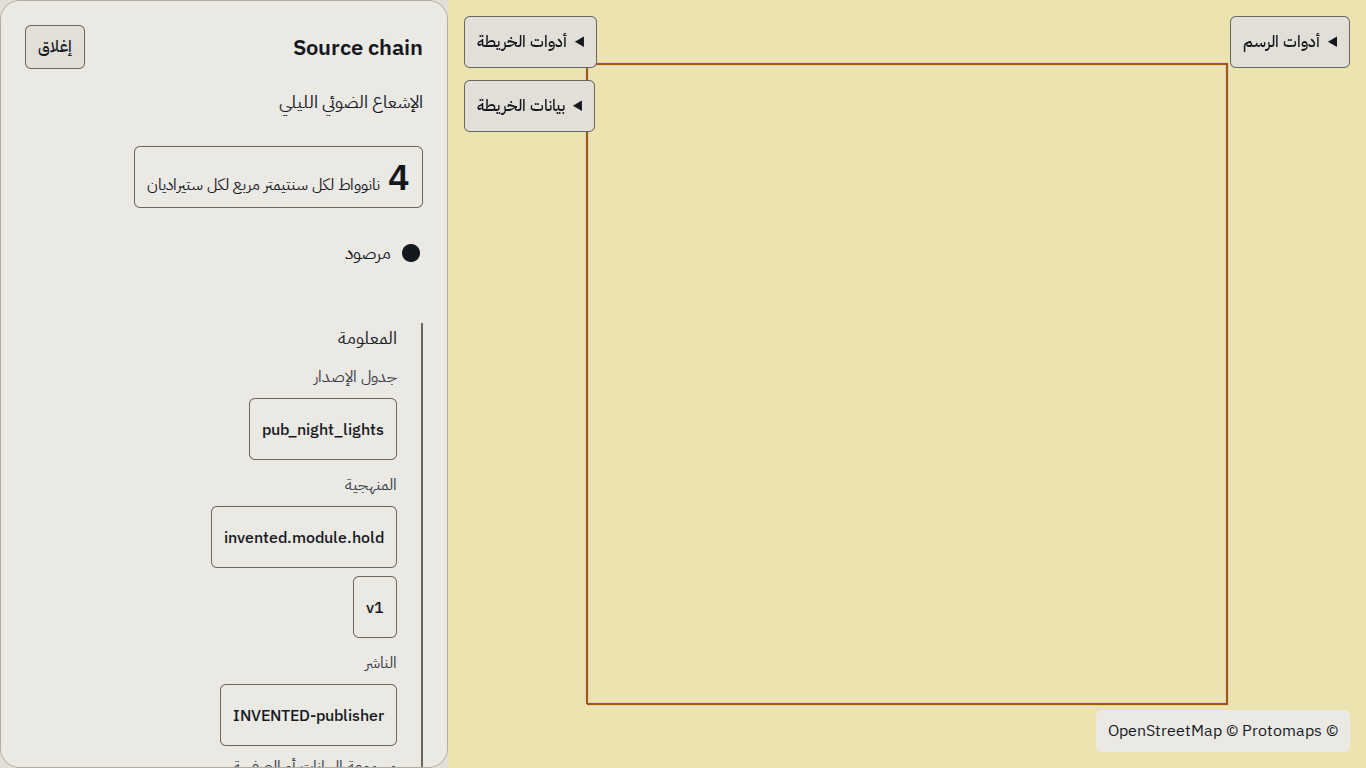 أدوات الرسم
أدوات الخريطة
بيانات الخريطة
Source chain
إغلاق
الإشعاع الضوئي الليلي
4 نانوواط لكل سنتيمتر مربع لكل ستيراديان
مرصود
المعلومة
جدول الإصدار
pub_night_lights
المنهجية
invented.module.hold
v1
الناشر
INVENTED-publisher
OpenStreetMap © Protomaps ©